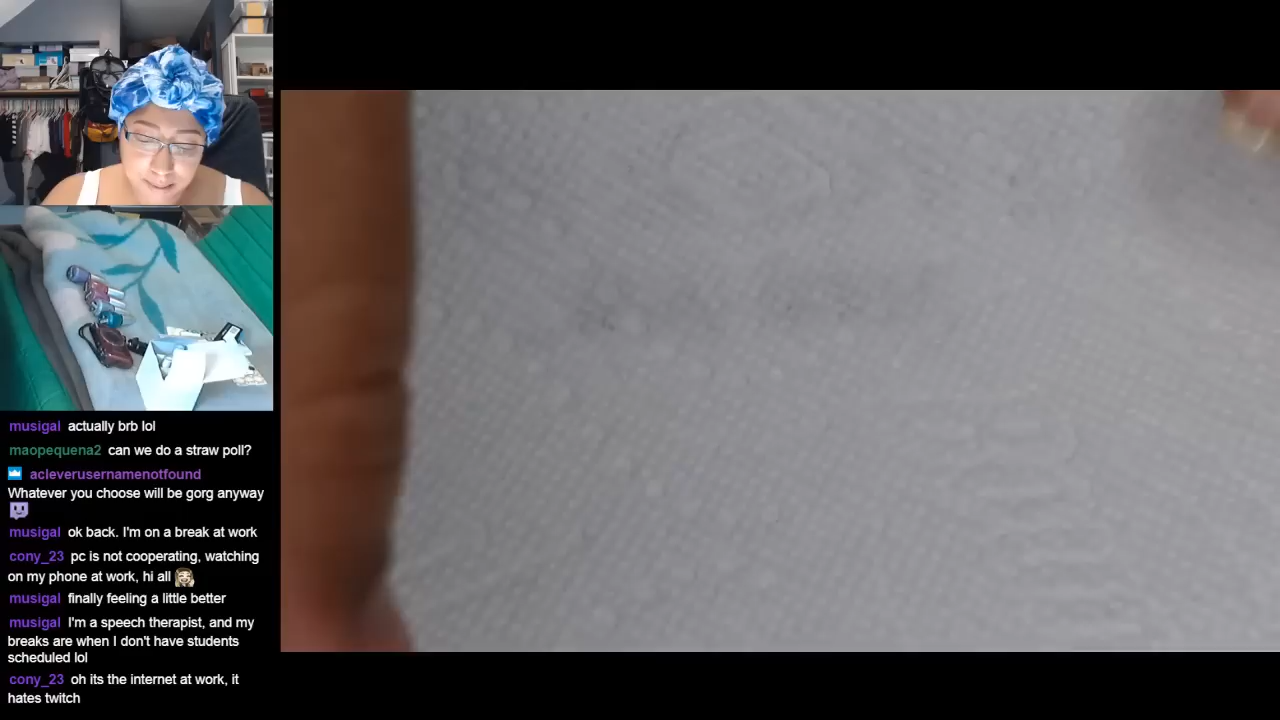 musigal actually brb lol
maopequena2 can we do a straw poll?
acleverusernamenotfound
Whatever you choose will be gorg anyway
musigal ok back. I'm on a break at work
cony_23 pc is not cooperating, watching
on my phone at work, hi all
musigal finally feeling a little better
musigal I'm a speech therapist, and my
breaks are when I don't have students
scheduled lol
cony_23 oh its the internet at work, it
hates twitch